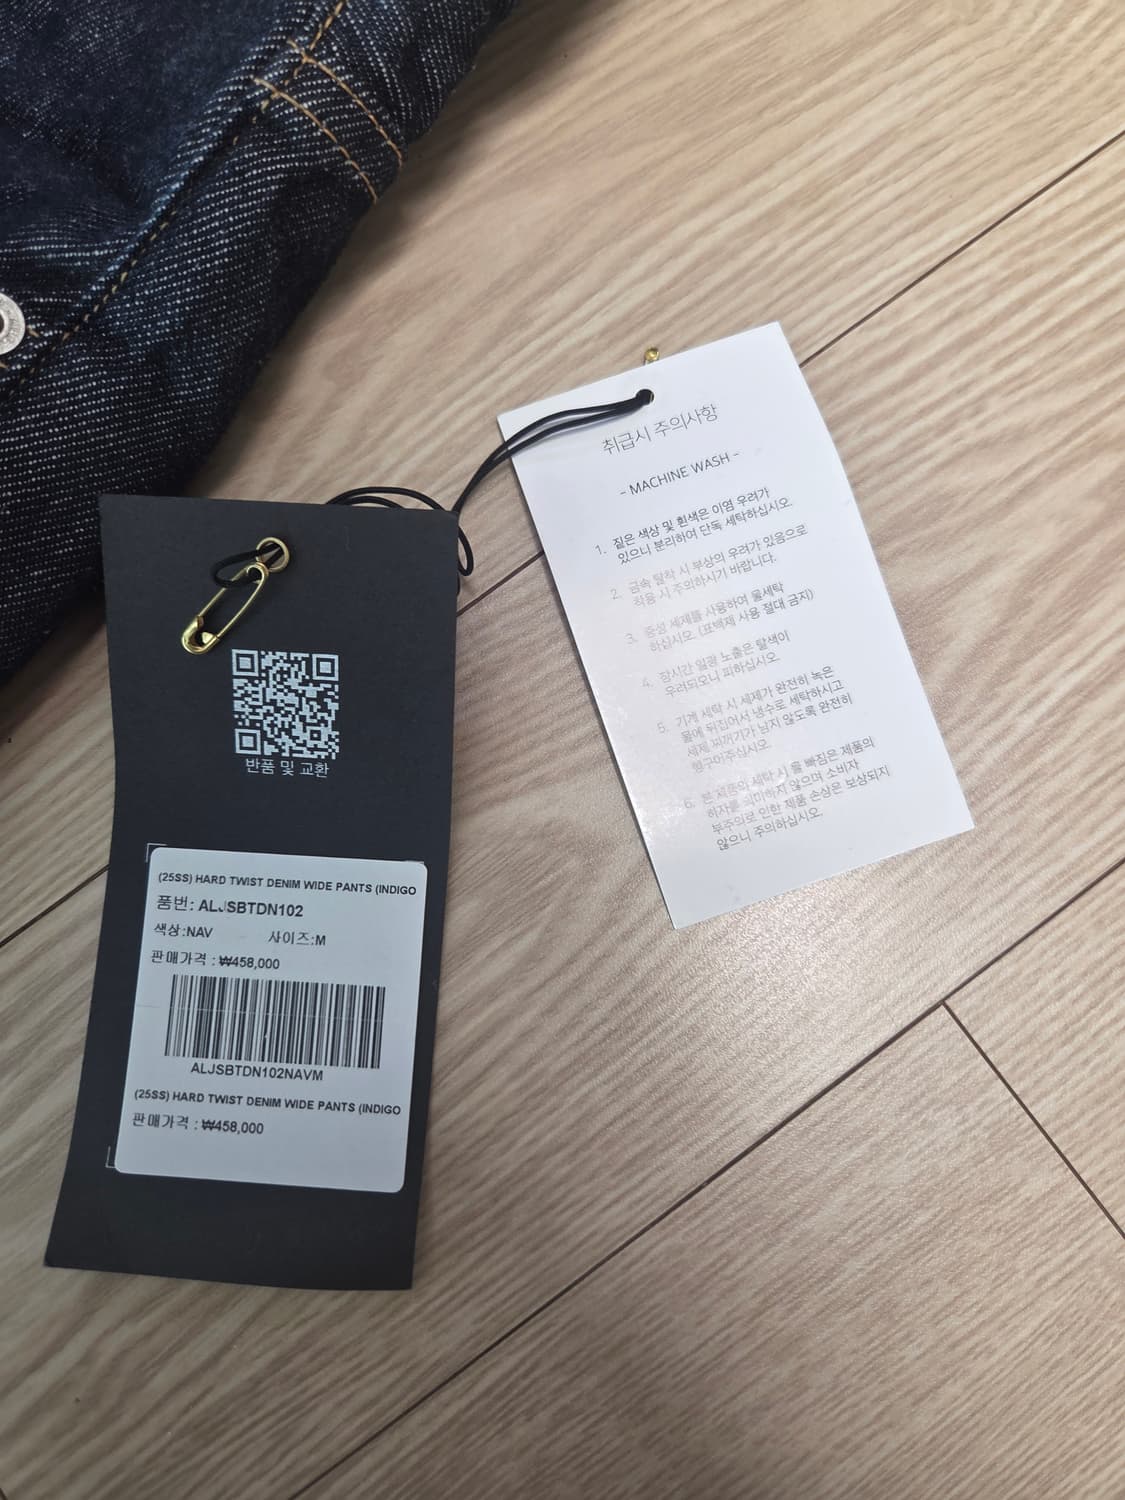 반품 및 교환
(25SS) HARD TWIST DENIM WIDE PANTS (INDIGO
품번: ALJSBTDN102
색상:NAV 사이즈:M
판매가격 : ₩458,000
ALJSBTDN102NAVM
(25SS) HARD TWIST DENIM WIDE PANTS (INDIGO
판매가격 : ₩458,000
취급시 주의사항
- MACHINE WASH -
1. 짙은 색상 및 흰색은 이염 우려가
있으니 분리하여 단독 세탁하십시오.
2. 금속 탈착 시 부상의 우려가 있음으로
착용 시 주의하시기 바랍니다.
3. 중성 세제를 사용하여 물세탁
하십시오. (표백제 사용 절대 금지)
4. 장시간 일광 노출은 탈색이
우려되오니 피하십시오.
5. 기계 세탁 시 세제가 완전히 녹은
물에 뒤집어서 냉수로 세탁하시고
세제 찌꺼기가 남지 않도록 완전히
헹구어주십시오.
6. 본 제품의 세탁 시 물 빠짐은 제품의
하자를 의미하지 않으며 소비자
부주의로 인한 제품 손상은 보상되지
않으니 주의하십시오.